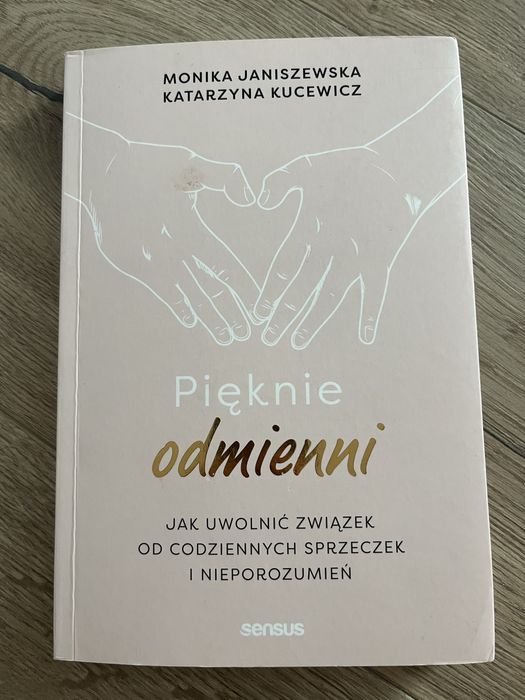 MONIKA JANISZEWSKA
KATARZYNA KUCEWICZ
Pięknie
odmienni
JAK UWOLNIĆ ZWIĄZEK
OD CODZIENNYCH SPRZECZEK
I NIEPOROZUMIEŃ
sensus